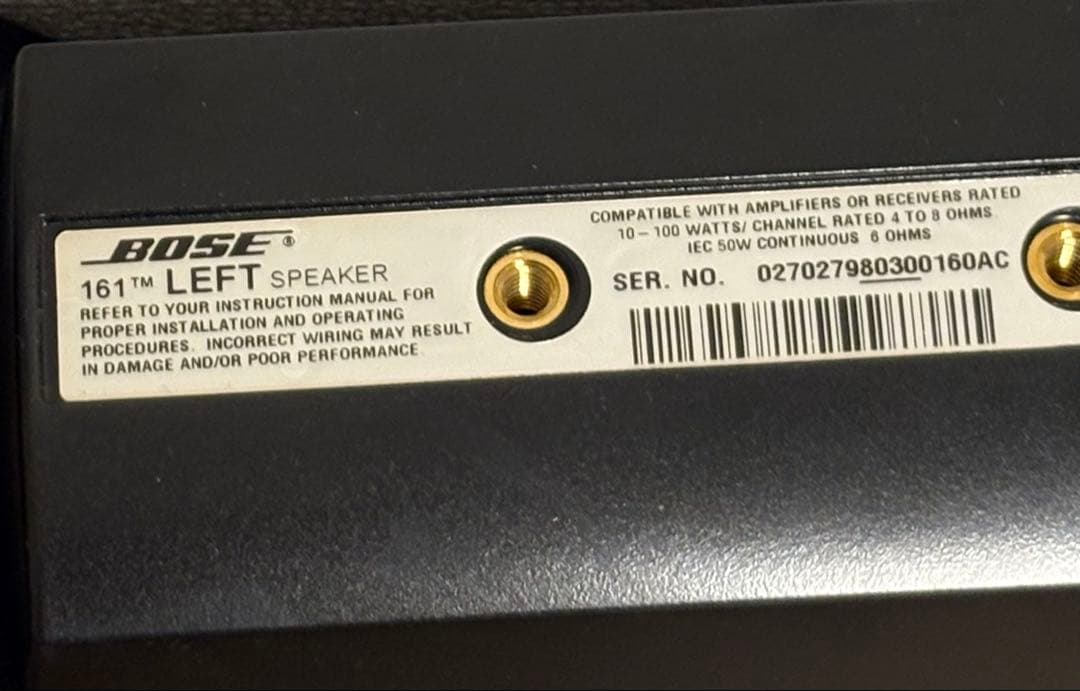 BOSE®
161™ LEFT SPEAKER
REFER TO YOUR INSTRUCTION MANUAL FOR
PROPER INSTALLATION AND OPERATING
PROCEDURES. INCORRECT WIRING MAY RESULT
IN DAMAGE AND/OR POOR PERFORMANCE
COMPATIBLE WITH AMPLIFIERS OR RECEIVERS RATED
10 – 100 WATTS/ CHANNEL RATED 4 TO 8 OHMS
IEC 50W CONTINUOUS 6 OHMS
SER. NO. 027027980300160AC